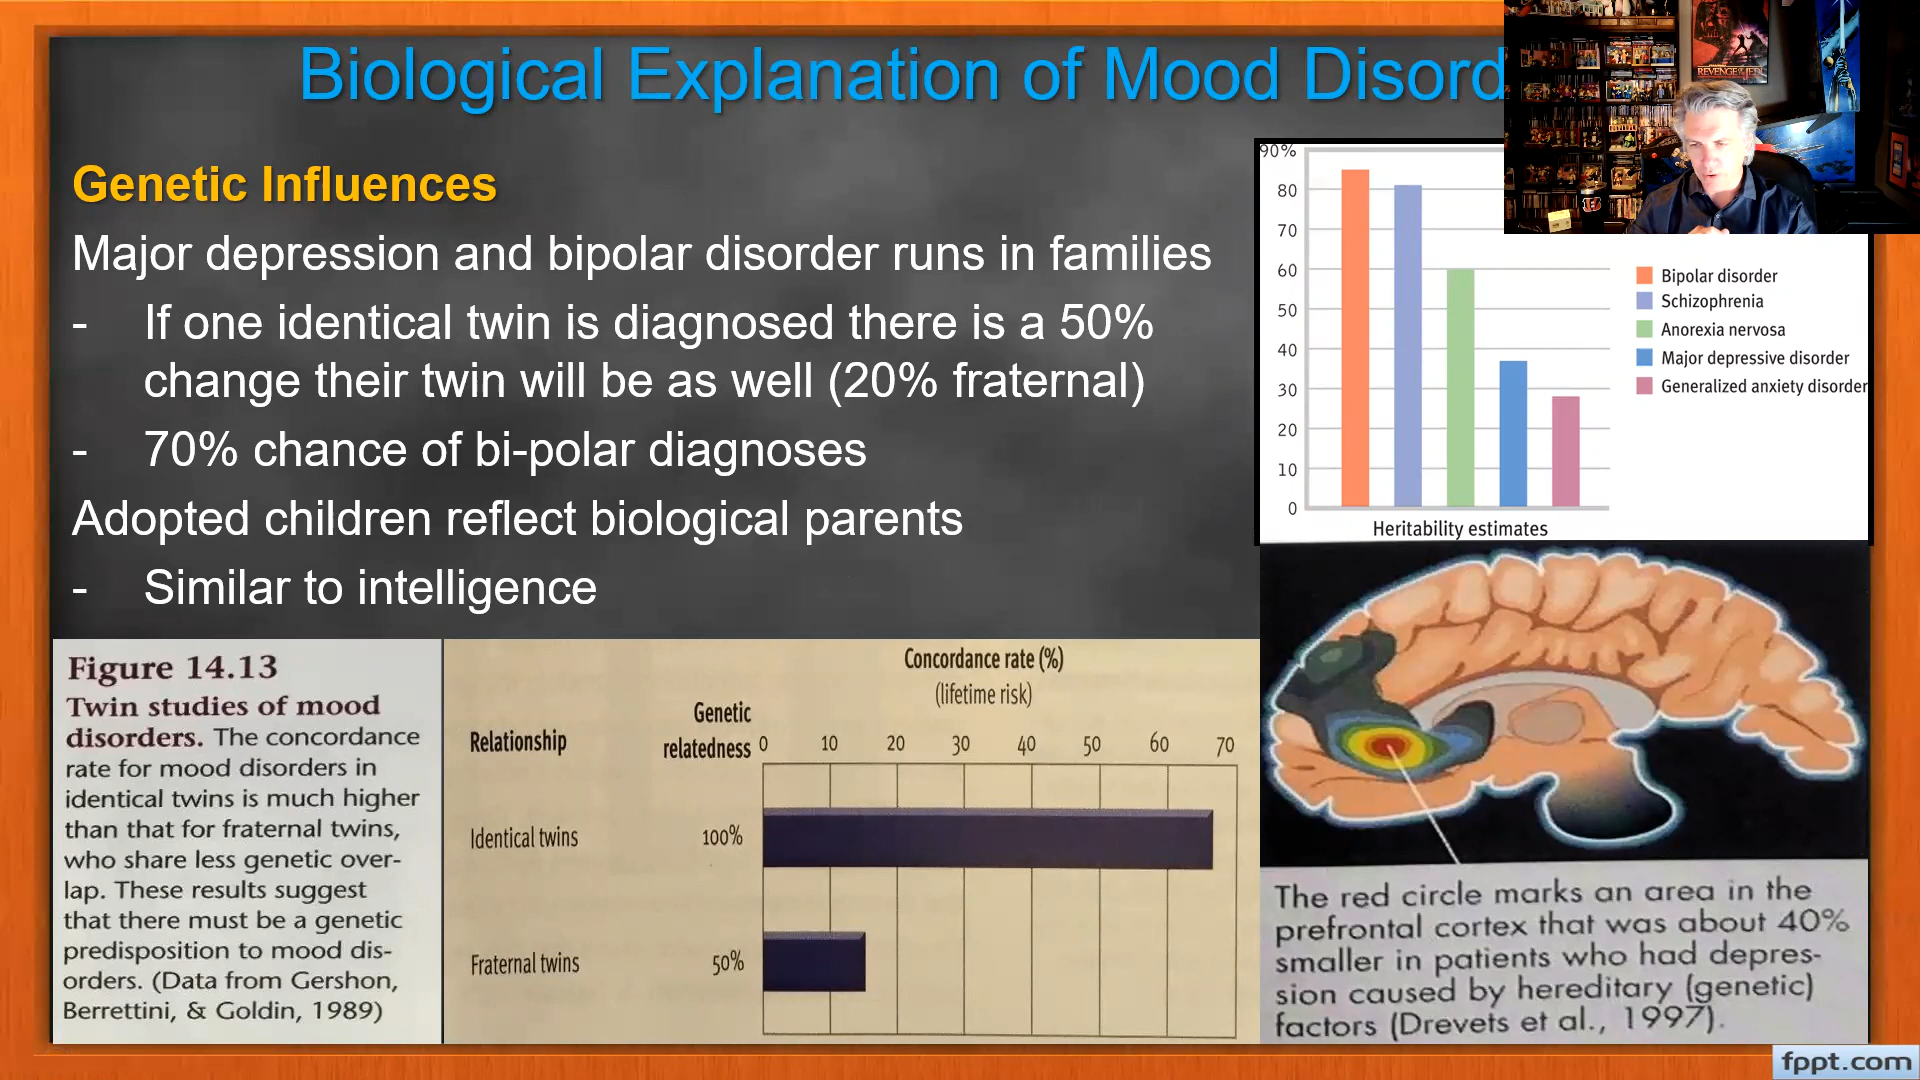 Biological Explanation of Mood Disord
Genetic Influences
Major depression and bipolar disorder runs in families
- If one identical twin is diagnosed there is a 50%
change their twin will be as well (20% fraternal)
- 70% chance of bi-polar diagnoses
Adopted children reflect biological parents
- Similar to intelligence
REVENGE OF THE JEDI
90%
80
70
60
50
40
30
20
10
0
Heritability estimates
Bipolar disorder
Schizophrenia
Anorexia nervosa
Major depressive disorder
Generalized anxiety disorder
Figure 14.13
Twin studies of mood
disorders. The concordance
rate for mood disorders in
identical twins is much higher
than that for fraternal twins,
who share less genetic over-
lap. These results suggest
that there must be a genetic
predisposition to mood dis-
orders. (Data from Gershon,
Berrettini, & Goldin, 1989)
Concordance rate (%)
(lifetime risk)
Relationship
Genetic
relatedness
0 10 20 30 40 50 60 70
Identical twins 100%
Fraternal twins 50%
The red circle marks an area in the
prefrontal cortex that was about 40%
smaller in patients who had depres-
sion caused by hereditary (genetic)
factors (Drevets et al., 1997).
fppt.com